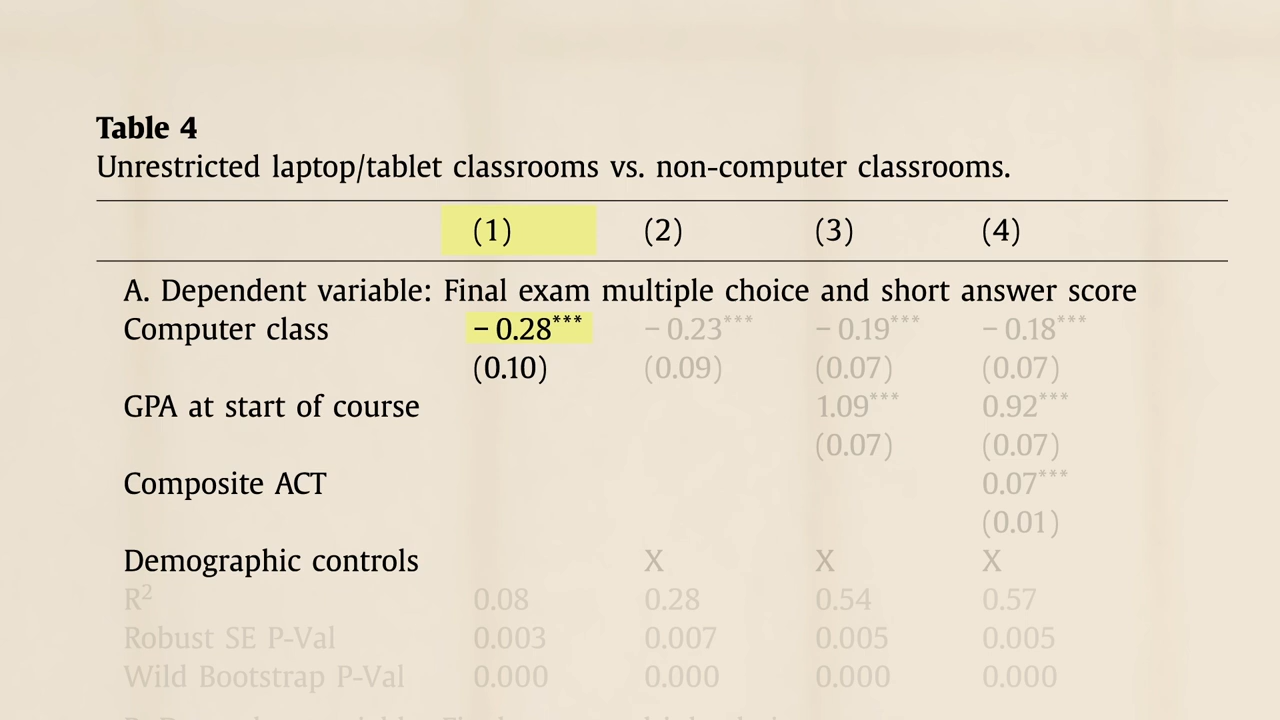 Table 4
Unrestricted laptop/tablet classrooms vs. non-computer classrooms.
(1) (2) (3) (4)
A. Dependent variable: Final exam multiple choice and short answer score
Computer class −0.28*** −0.23*** −0.19*** −0.18***
(0.10) (0.09) (0.07) (0.07)
GPA at start of course 1.09*** 0.92***
(0.07) (0.07)
Composite ACT 0.07***
(0.01)
Demographic controls X X X
R² 0.08 0.28 0.54 0.57
Robust SE P-Val 0.003 0.007 0.005 0.005
Wild Bootstrap P-Val 0.000 0.000 0.000 0.000